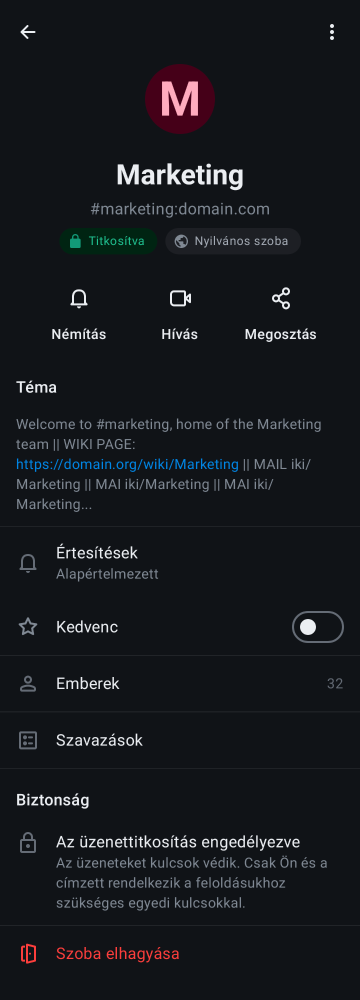 M
Marketing
#marketing:domain.com
Titkosítva
Nyilvános szoba
Némítás
Hívás
Megosztás
Téma
Welcome to #marketing, home of the Marketing
team || WIKI PAGE:
https://domain.org/wiki/Marketing || MAIL iki/
Marketing || MAI iki/Marketing || MAI iki/
Marketing...
Értesítések
Alapértelmezett
Kedvenc
Emberek 32
Szavazások
Biztonság
Az üzenettitkosítás engedélyezve
Az üzeneteket kulcsok védik. Csak Ön és a
címzett rendelkezik a feloldásukhoz
szükséges egyedi kulcsokkal.
Szoba elhagyása